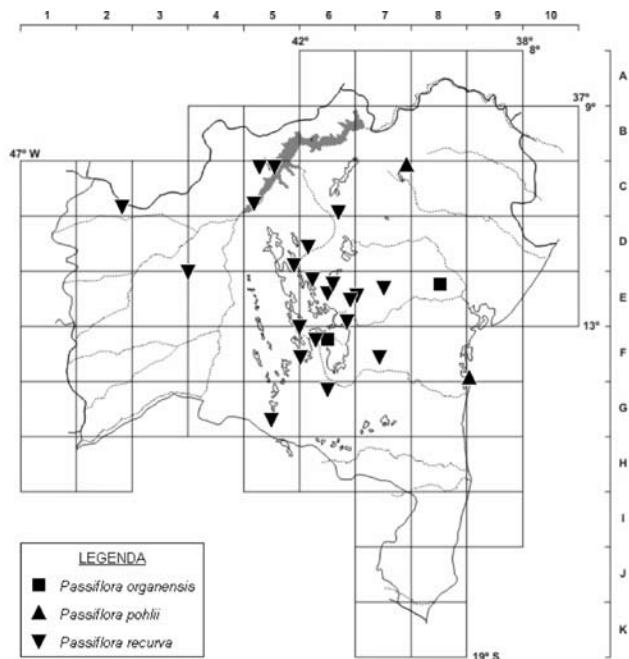 1 2 3 4 5 6 7 8 9 10
42° 38°
8°
A
37°
9°
B
47° W
C
D
E
13°
F
G
H
I
J
K
19° S
LEGENDA
Passiflora organensis
Passiflora pohlii
Passiflora recurva